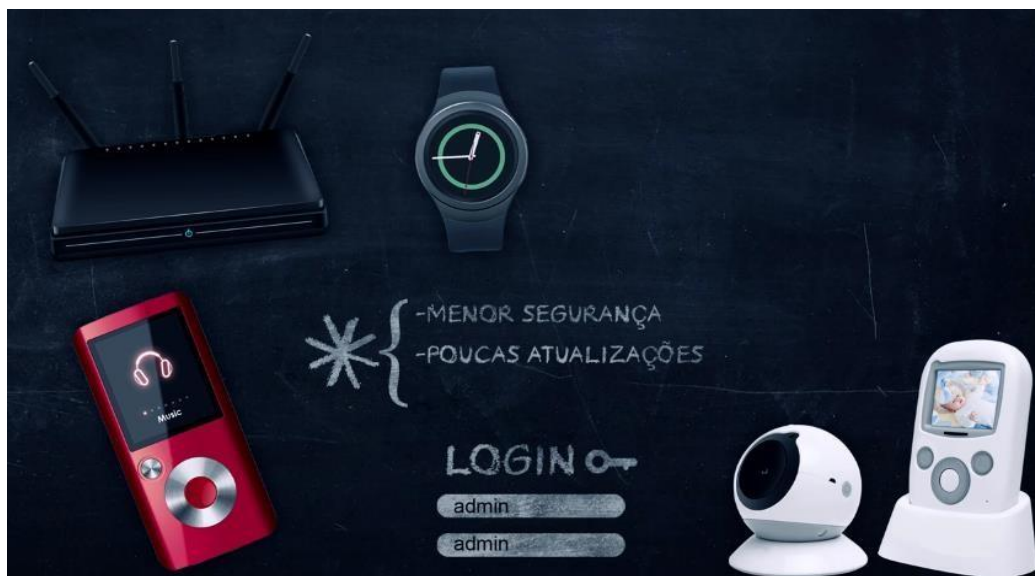 -MENOR SEGURANÇA
-POUCAS ATUALIZAÇÕES
Music
LOGIN
admin
admin